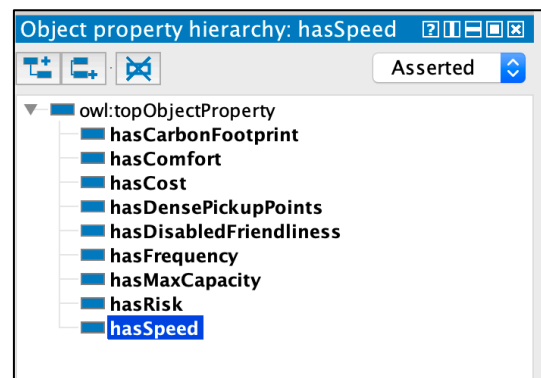 Object property hierarchy: hasSpeed
Asserted
owl:topObjectProperty
hasCarbonFootprint
hasComfort
hasCost
hasDensePickupPoints
hasDisabledFriendliness
hasFrequency
hasMaxCapacity
hasRisk
hasSpeed